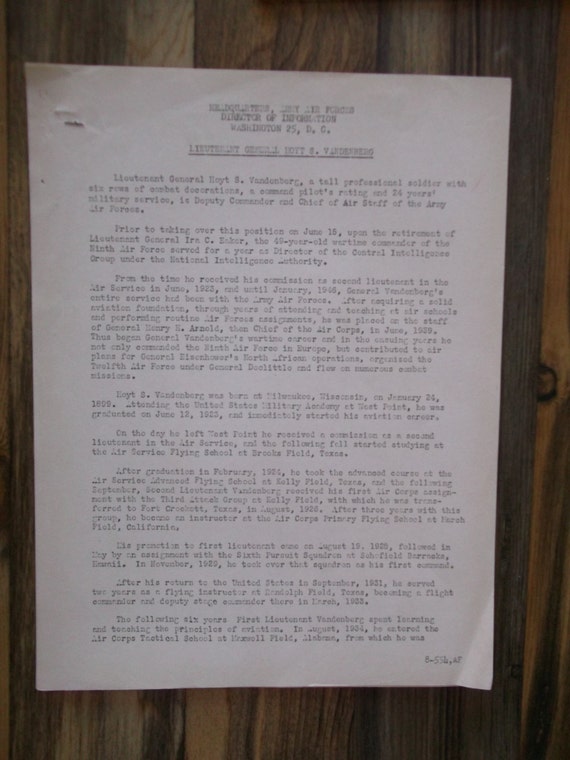 HEADQUARTERS, ARMY AIR FORCES
DIRECTOR OF INFORMATION
WASHINGTON 25, D. C.
LIEUTENANT GENERAL HOYT S. VANDENBERG
Lieutenant General Hoyt S. Vandenberg, a tall professional soldier with
six rows of combat decorations, a command pilot's rating and 24 years'
military service, is Deputy Commander and Chief of Air Staff of the Army
Air Forces.
Prior to taking over this position on June 15, upon the retirement of
Lieutenant General Ira C. Eaker, the 49-year-old wartime commander of the
Ninth Air Force served for a year as Director of the Central Intelligence
Group under the National Intelligence Authority.
From the time he received his commission as second lieutenant in the
Air Service in June, 1923, and until January, 1946, General Vandenberg's
entire service had been with the Army Air Forces. After acquiring a solid
aviation foundation, through years of attending and teaching at air schools
and performing routine Air Forces assignments, he was placed on the staff
of General Henry H. Arnold, then Chief of the Air Corps, in June, 1939.
Thus began General Vandenberg's wartime career and in the ensuing years he
not only commanded the Ninth Air Force in Europe, but contributed to air
plans for General Eisenhower's North African operations, organized the
Twelfth Air Force under General Doolittle and flew on numerous combat
missions.
Hoyt S. Vandenberg was born at Milwaukee, Wisconsin, on January 24,
1899. Attending the United States Military Academy at West Point, he was
graduated on June 12, 1923, and immediately started his aviation career.
On the day he left West Point he received a commission as a second
lieutenant in the Air Service, and the following fall started studying at
the Air Service Flying School at Brooks Field, Texas.
After graduation in February, 1924, he took the advanced course at the
Air Service Advanced Flying School at Kelly Field, Texas, and the following
September, Second Lieutenant Vandenberg received his first Air Corps assign-
ment with the Third Attack Group at Kelly Field, with which he was trans-
ferred to Fort Crockett, Texas, in August, 1926. After three years with this
group, he became an instructor at the Air Corps Primary Flying School at March
Field, California.
His promotion to first lieutenant came on August 19, 1928, followed in
May by an assignment with the Sixth Pursuit Squadron at Schofield Barracks,
Hawaii. In November, 1929, he took over that squadron as his first command.
After his return to the United States in September, 1931, he served
two years as a flying instructor at Randolph Field, Texas, becoming a flight
commander and deputy stage commander there in March, 1933.
The following six years First Lieutenant Vandenberg spent learning
and teaching the principles of aviation. In August, 1934, he entered the
Air Corps Tactical School at Maxwell Field, Alabama, from which he was
8-554,AF